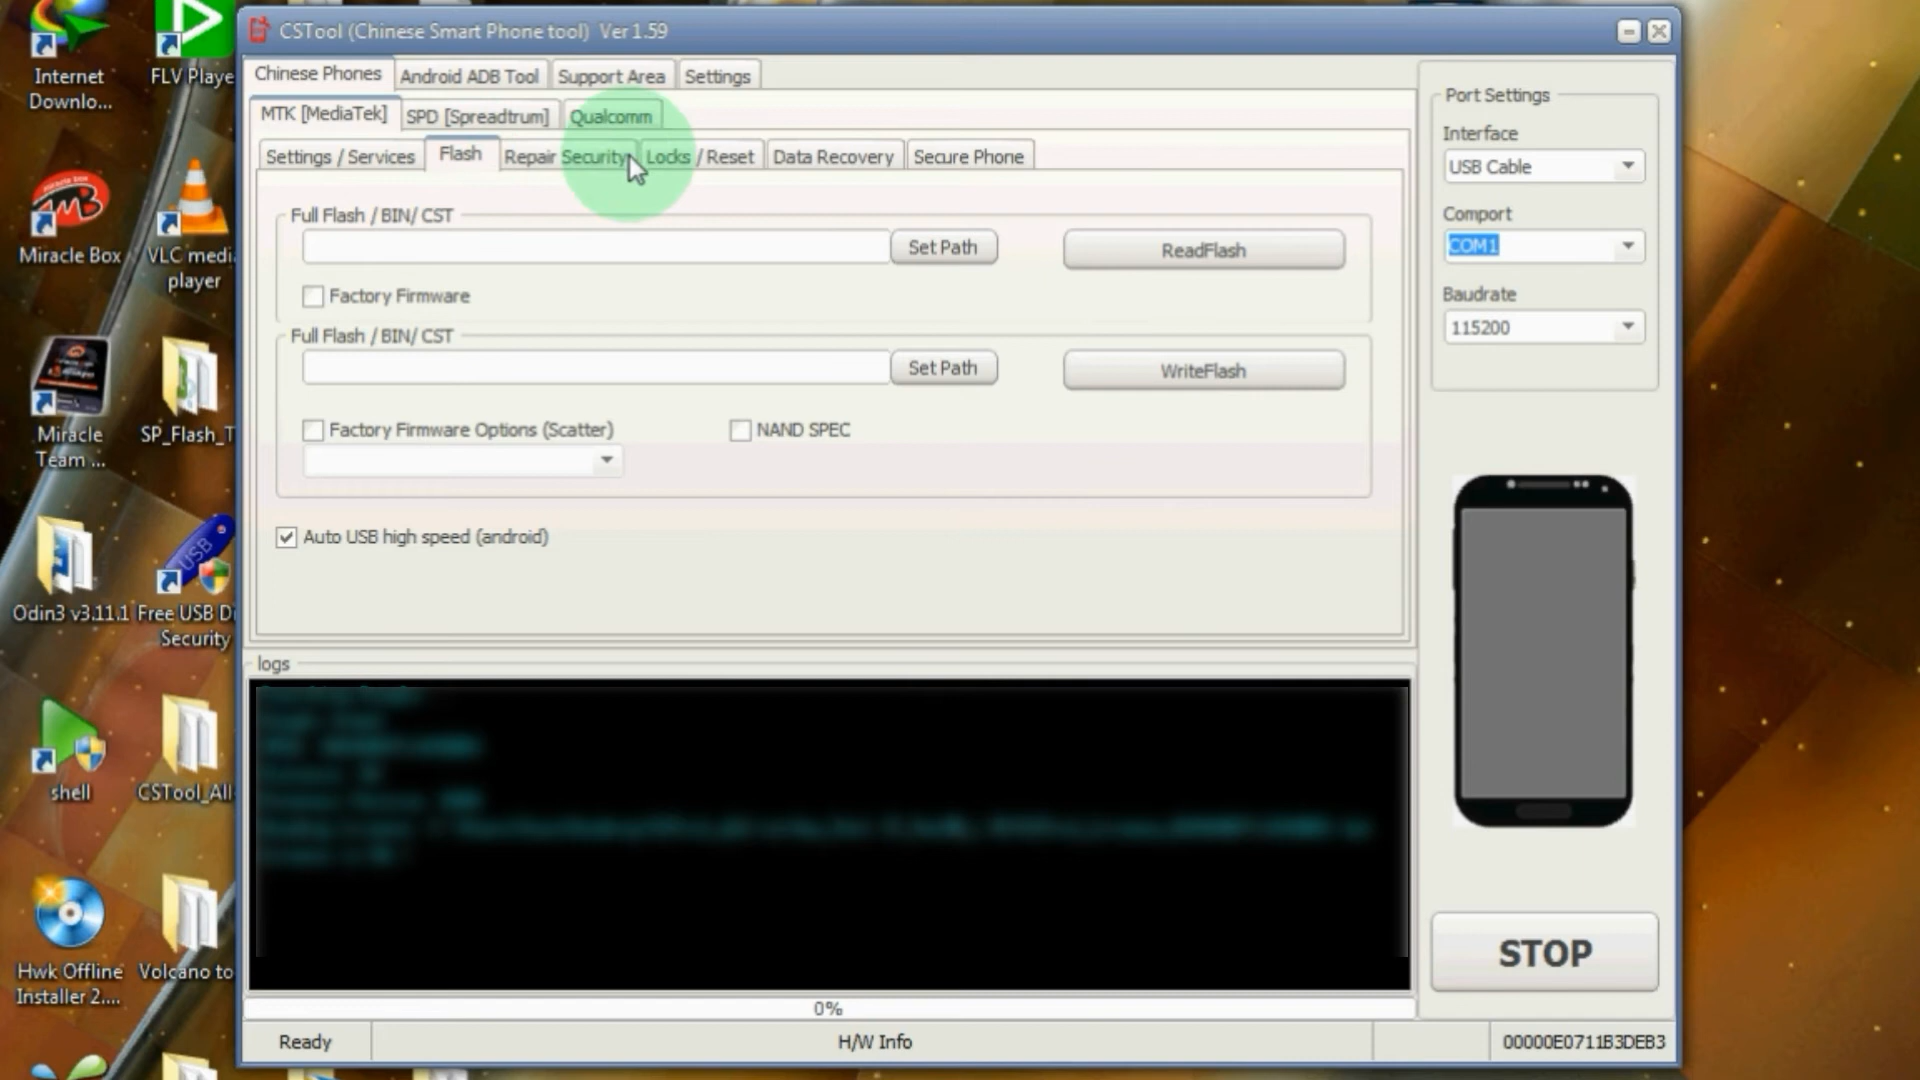 CSTool (Chinese Smart Phone tool) Ver 1.59
Chinese Phones
Android ADB Tool
Support Area
Settings
MTK [MediaTek]
SPD [Spreadtrum]
Qualcomm
Settings / Services
Flash
Repair Security
Locks / Reset
Data Recovery
Secure Phone
Full Flash / BIN/ CST
Set Path
ReadFlash
Factory Firmware
Full Flash / BIN/ CST
Set Path
WriteFlash
Factory Firmware Options (Scatter)
NAND SPEC
Auto USB high speed (android)
logs
0%
Ready
H/W Info
00000E0711B3DEB3
Port Settings
Interface
USB Cable
Comport
COM1
Baudrate
115200
STOP
Internet
Downlo...
FLV Playe
Miracle Box
VLC medi
player
Miracle
Team ...
SP_Flash_T
Odin3 v3.11.1
Free USB Di
Security
USB
shell
CSTool_All
Hwk Offline
Installer 2....
Volcano to